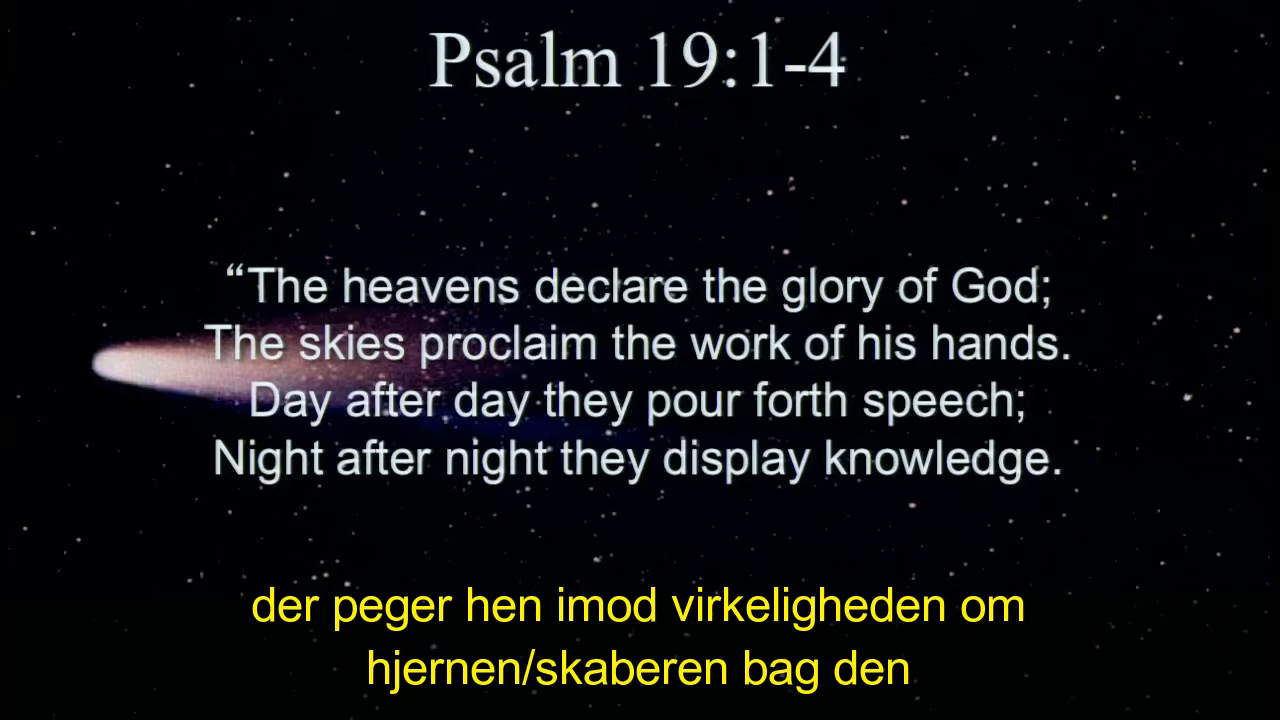 Psalm 19:1-4
“The heavens declare the glory of God;
The skies proclaim the work of his hands.
Day after day they pour forth speech;
Night after night they display knowledge.
der peger hen imod virkeligheden om
hjernen/skaberen bag den